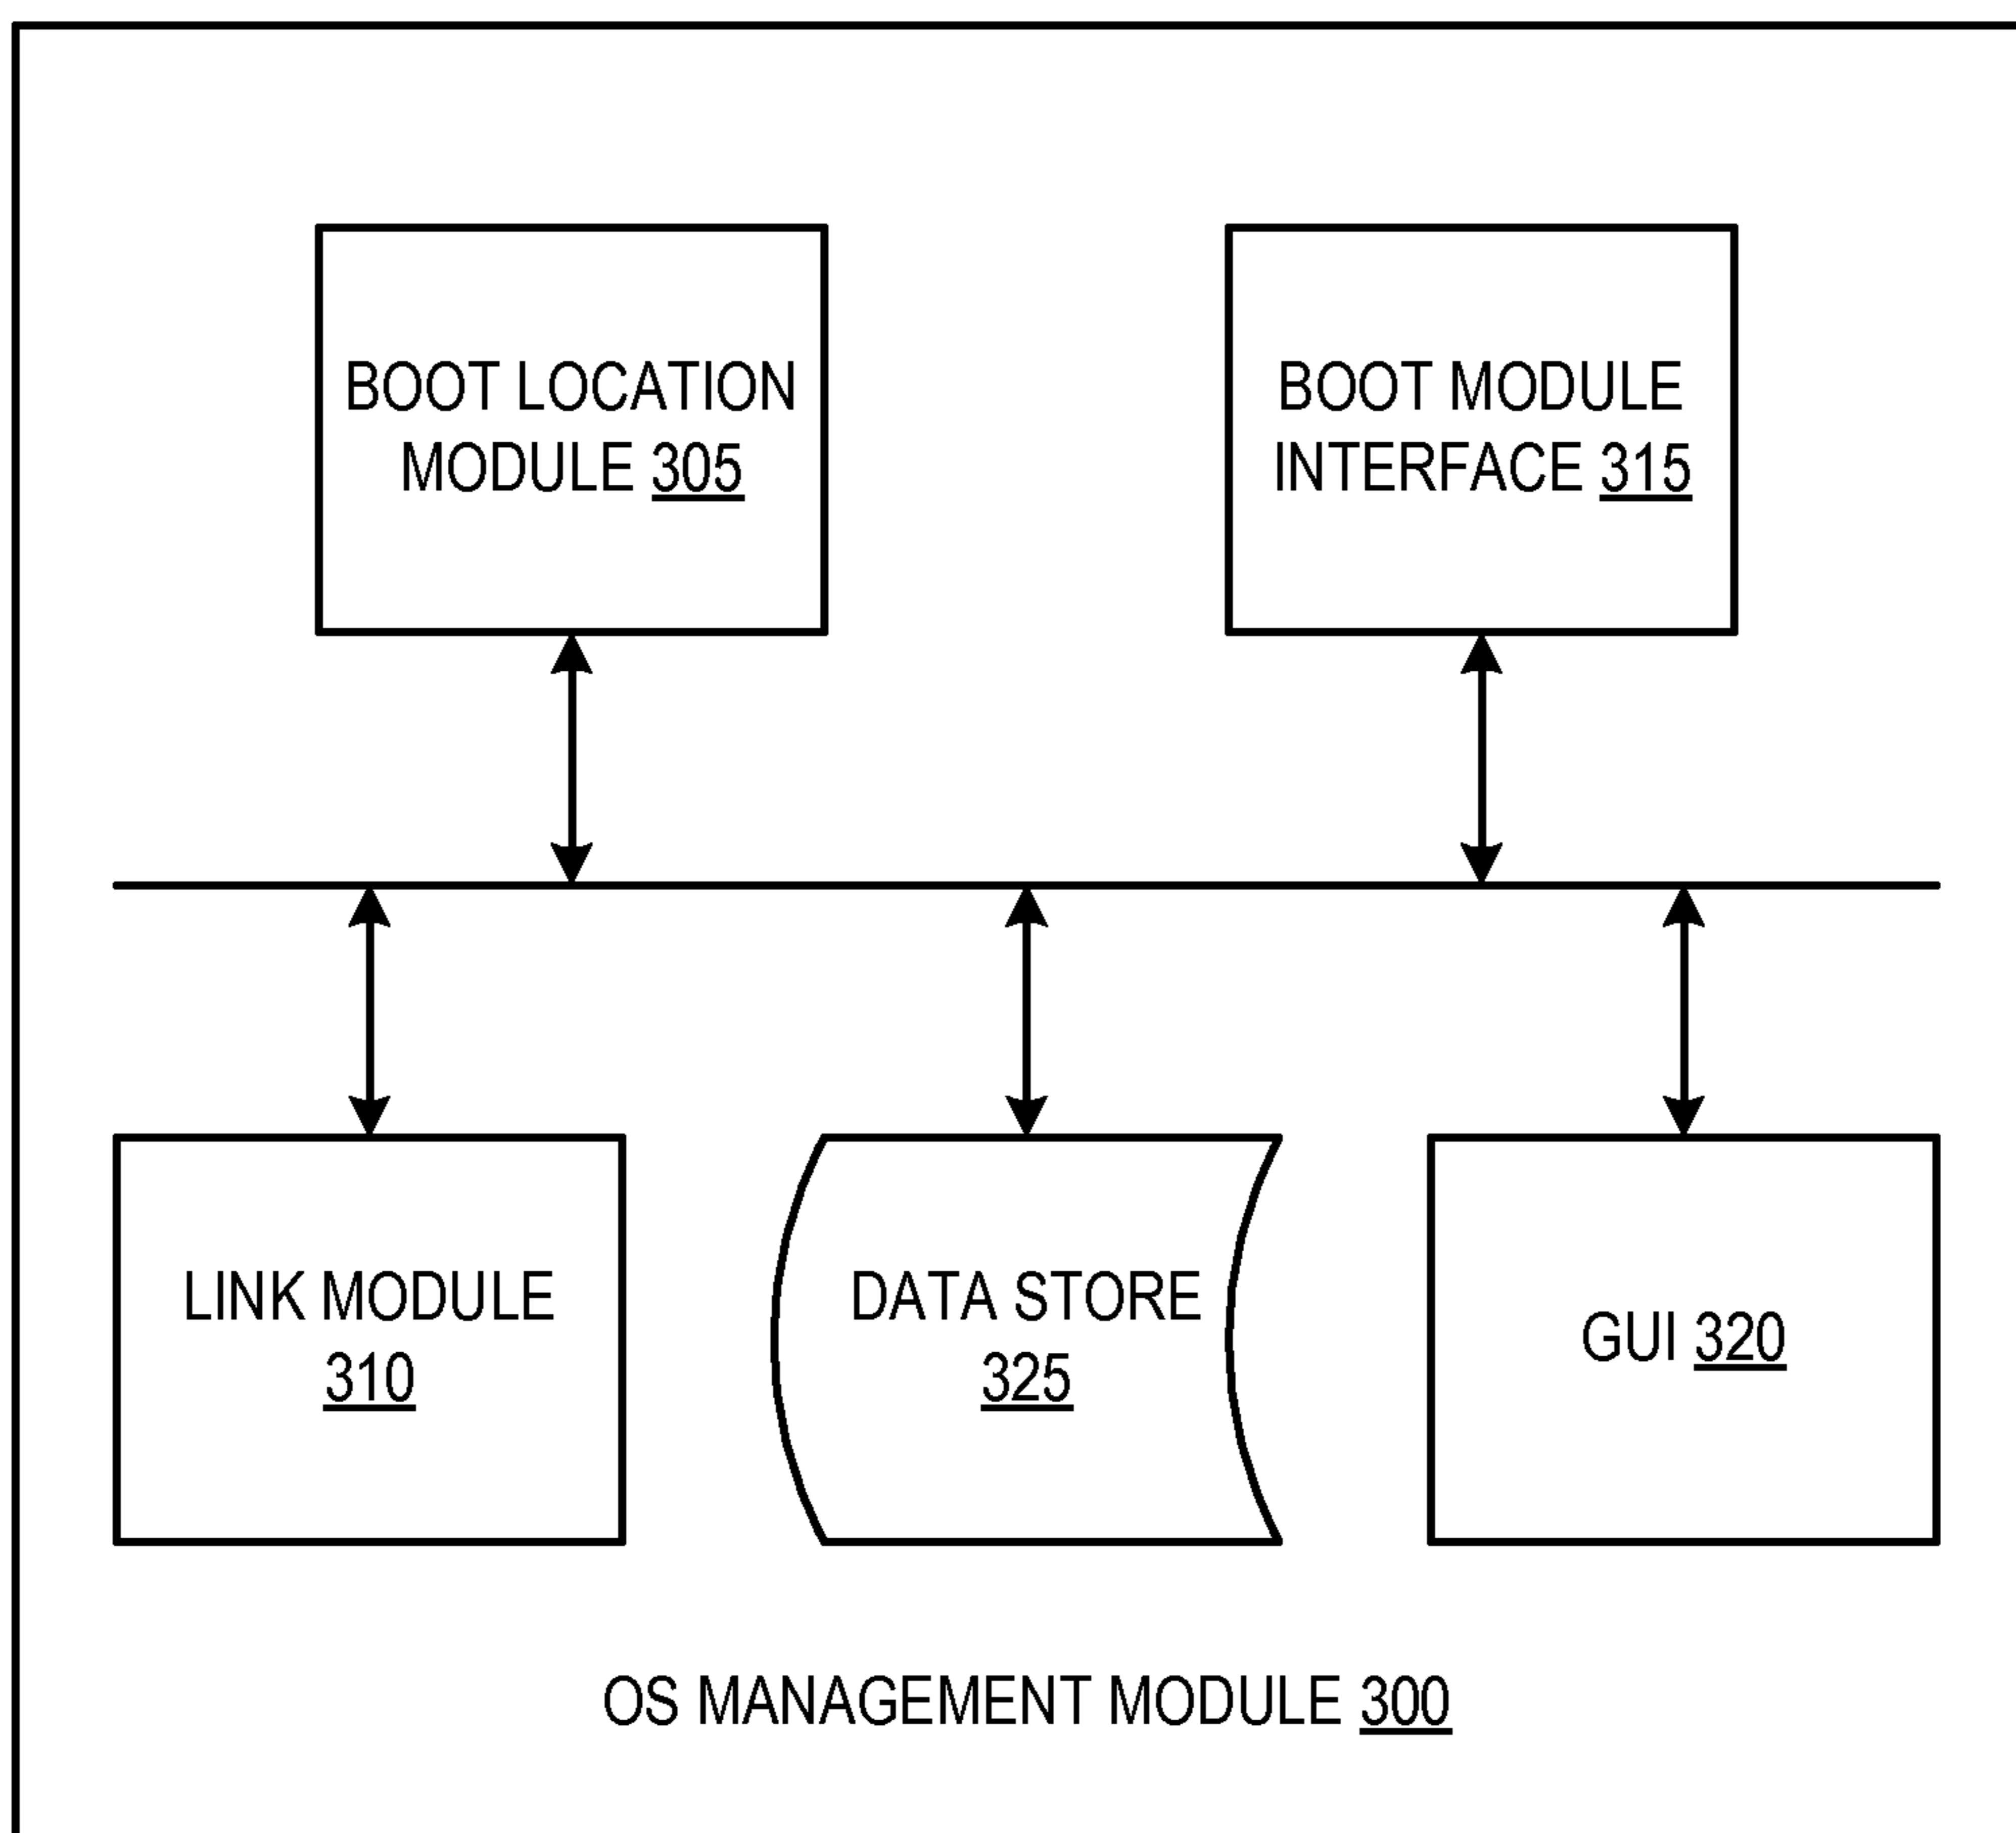 BOOT LOCATION
MODULE 305
BOOT MODULE
INTERFACE 315
LINK MODULE
310
DATA STORE
325
GUI 320
OS MANAGEMENT MODULE 300